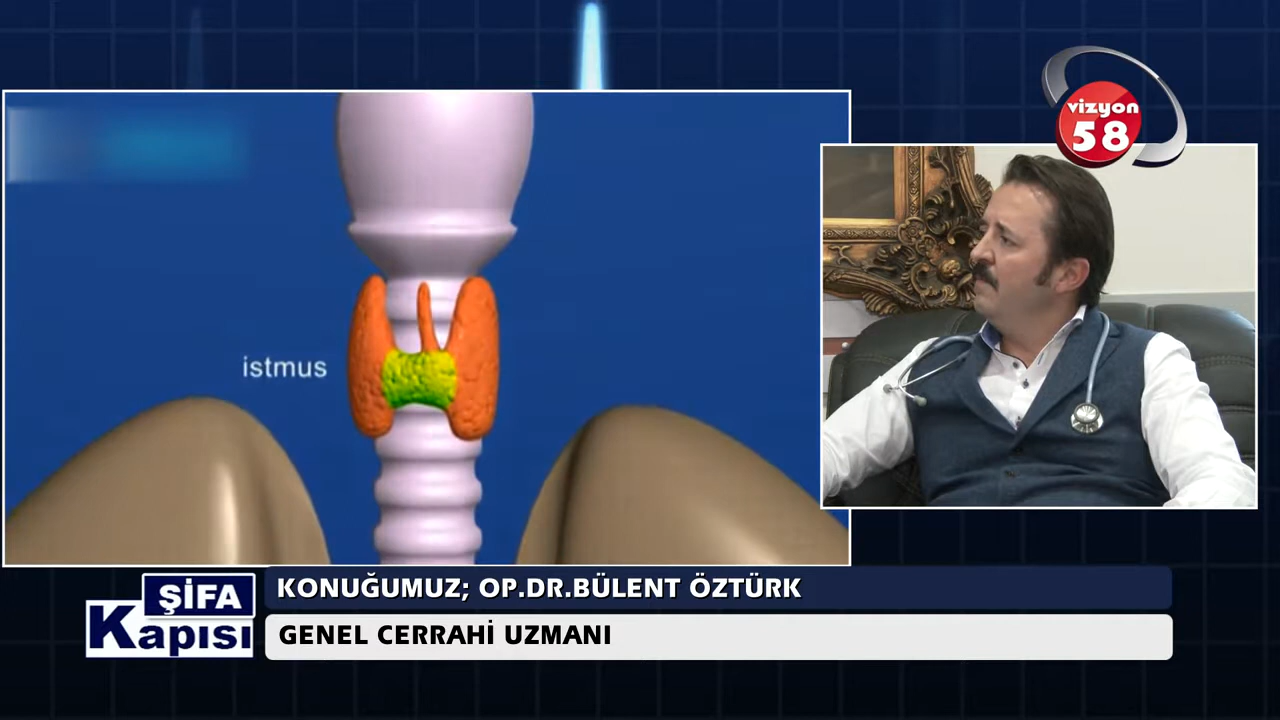 vizyon
58
istmus
ŞİFA
Kapısı
KONUĞUMUZ; OP.DR.BÜLENT ÖZTÜRK
GENEL CERRAHİ UZMANI